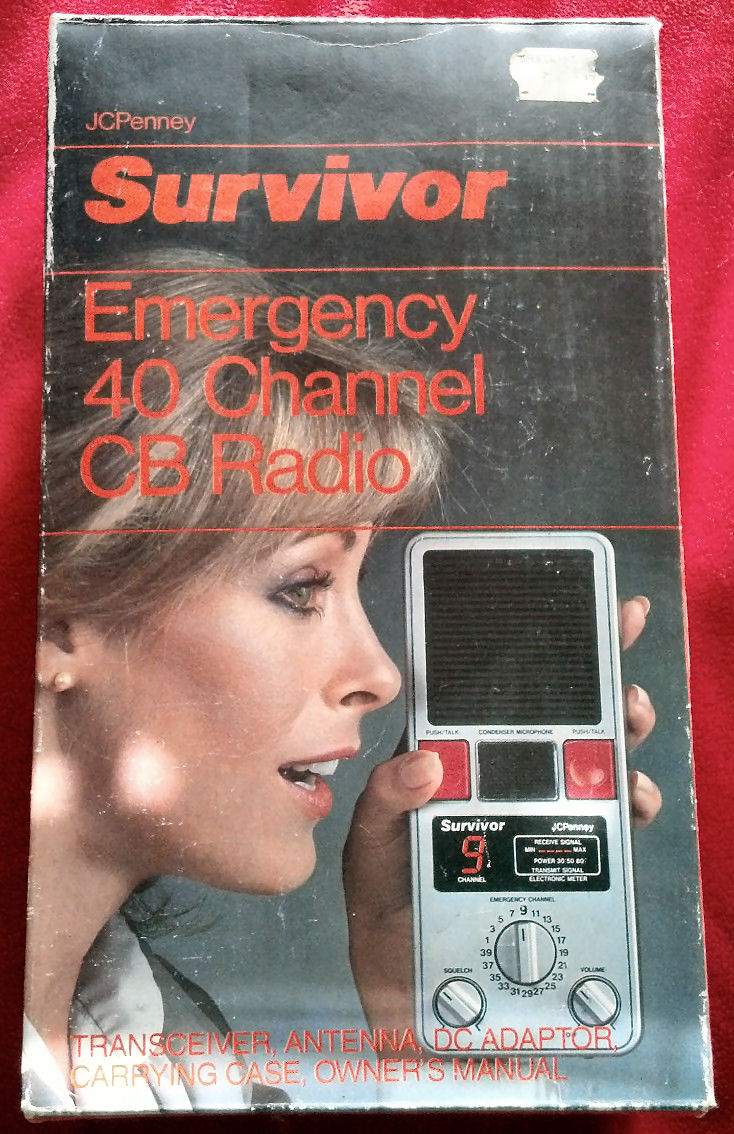 JCPenney
Survivor
Emergency
40 Channel
CB Radio
PUSH/TALK CONDENSER MICROPHONE PUSH/TALK
Survivor JCPenney
RECEIVE SIGNAL
MIN MAX
9
POWER 30 50 80
CHANNEL
TRANSMIT SIGNAL
ELECTRONIC METER
EMERGENCY CHANNEL
1 3 5 7 9 11 13 15 17 19 21 23 25 27 29 31 33 35 37 39
SQUELCH VOLUME
TRANSCEIVER, ANTENNA, DC ADAPTOR,
CARRYING CASE, OWNER'S MANUAL